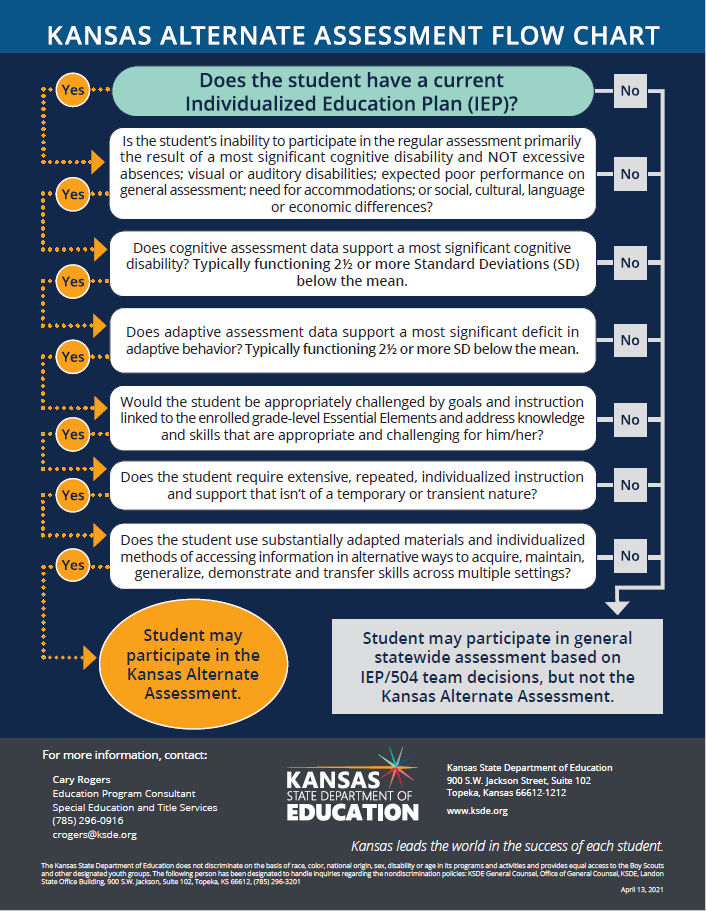 KANSAS ALTERNATE ASSESSMENT FLOW CHART
Yes
Does the student have a current
Individualized Education Plan (IEP)?
No
Is the student's inability to participate in the regular assessment primarily
the result of a most significant cognitive disability and NOT excessive
absences; visual or auditory disabilities; expected poor performance on
general assessment; need for accommodations; or social, cultural, language
or economic differences?
No
Yes
Does cognitive assessment data support a most significant cognitive
disability? Typically functioning 2½ or more Standard Deviations (SD)
below the mean.
No
Yes
Does adaptive assessment data support a most significant deficit in
adaptive behavior? Typically functioning 2½ or more SD below the mean.
No
Yes
Would the student be appropriately challenged by goals and instruction
linked to the enrolled grade-level Essential Elements and address knowledge
and skills that are appropriate and challenging for him/her?
No
Yes
Does the student require extensive, repeated, individualized instruction
and support that isn't of a temporary or transient nature?
No
Yes
Does the student use substantially adapted materials and individualized
methods of accessing information in alternative ways to acquire, maintain,
generalize, demonstrate and transfer skills across multiple settings?
No
Yes
Student may
participate in the
Kansas Alternate
Assessment.
Student may participate in general
statewide assessment based on
IEP/504 team decisions, but not the
Kansas Alternate Assessment.
For more information, contact:
Cary Rogers
Education Program Consultant
Special Education and Title Services
(785) 296-0916
crogers@ksde.org
KANSAS
STATE DEPARTMENT OF
EDUCATION
Kansas State Department of Education
900 S.W. Jackson Street, Suite 102
Topeka, Kansas 66612-1212
www.ksde.org
Kansas leads the world in the success of each student.
The Kansas State Department of Education does not discriminate on the basis of race, color, national origin, sex, disability or age in its programs and activities and provides equal access to the Boy Scouts
and other designated youth groups. The following person has been designated to handle inquiries regarding the nondiscrimination policies: KSDE General Counsel, Office of General Counsel, KSDE, Landon
State Office Building, 900 S.W. Jackson, Suite 102, Topeka, KS 66612, (785) 296-3201
April 13, 2021